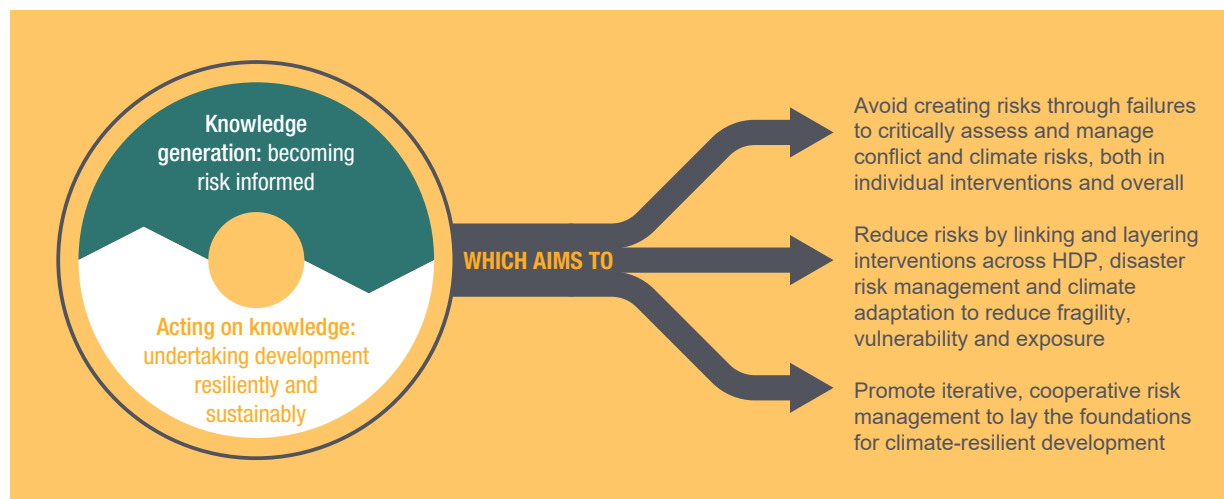 Knowledge
generation: becoming
risk informed
Acting on knowledge:
undertaking development
resiliently and
sustainably
WHICH AIMS TO
Avoid creating risks through failures
to critically assess and manage
conflict and climate risks, both in
individual interventions and overall
Reduce risks by linking and layering
interventions across HDP, disaster
risk management and climate
adaptation to reduce fragility,
vulnerability and exposure
Promote iterative, cooperative risk
management to lay the foundations
for climate-resilient development